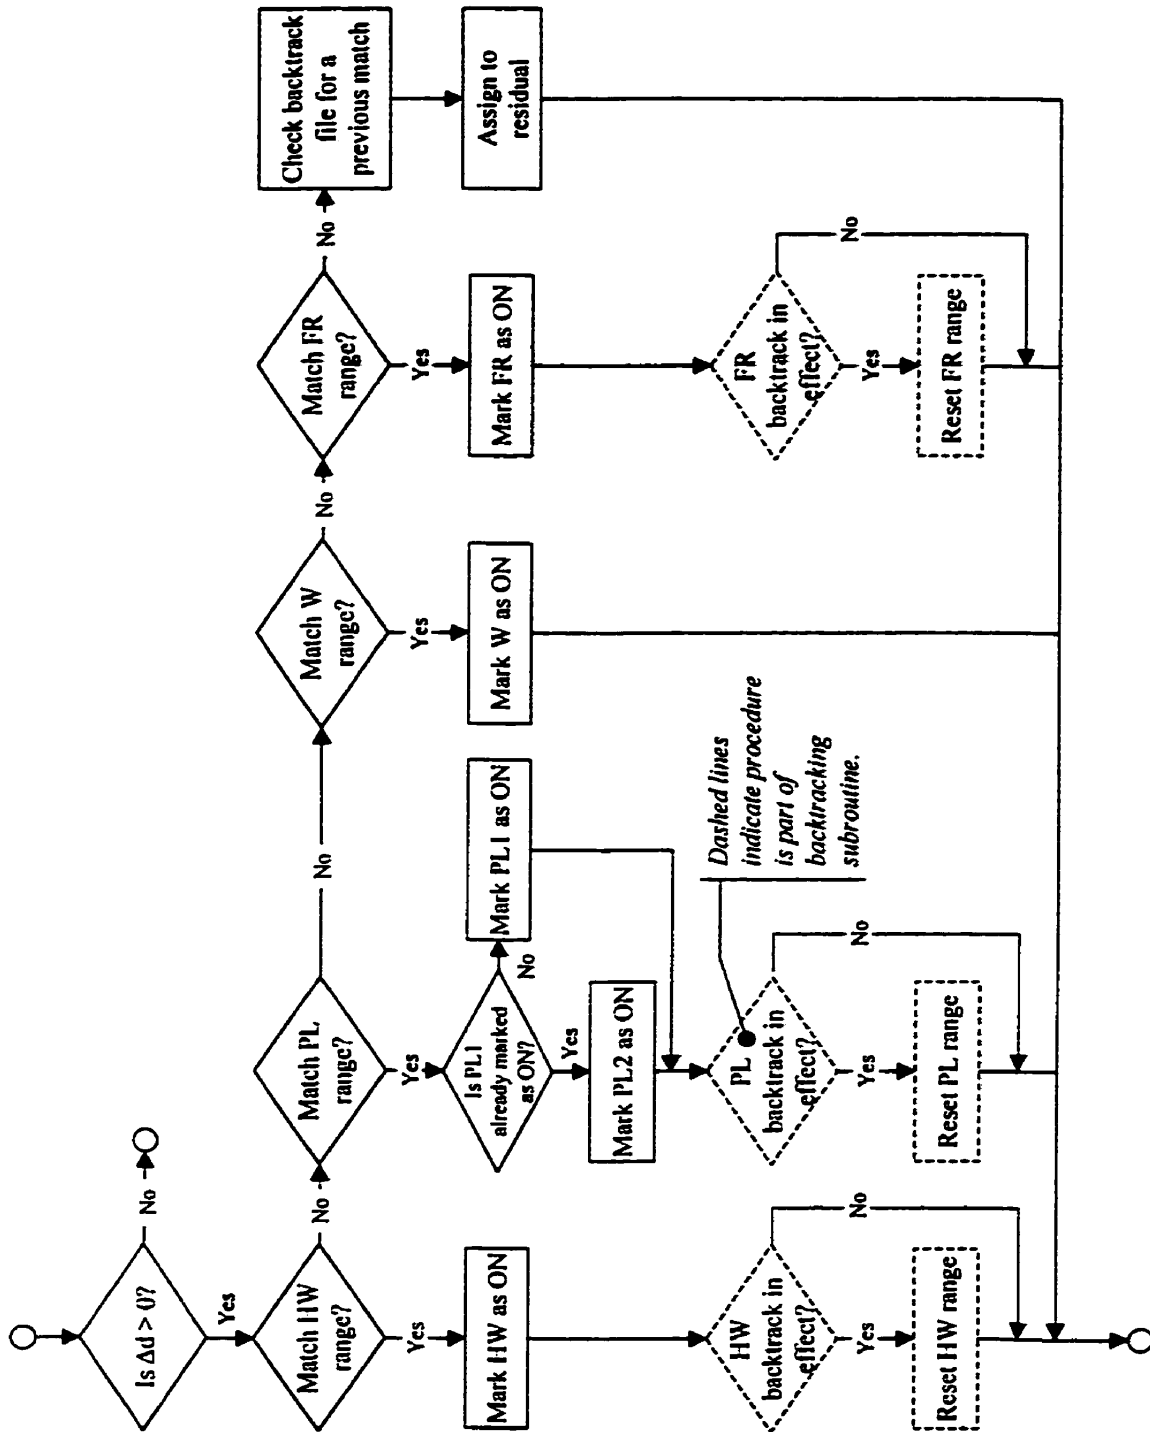 Is Δd > 0?
No
Yes
Match HW
range?
No
Match PL
range?
No
Match W
range?
No
Match FR
range?
No
Check backtrack
file for a
previous match
Yes
Mark HW as ON
Yes
Is PL1
already marked
as ON?
No
Mark PL1 as ON
Yes
Mark PL2 as ON
Yes
Mark W as ON
Yes
Mark FR as ON
Assign to
residual
HW
backtrack in
effect?
No
Yes
Reset HW range
PL
backtrack in
effect?
No
Yes
Reset PL range
Dashed lines
indicate procedure
is part of
backtracking
subroutine.
FR
backtrack in
effect?
No
Yes
Reset FR range